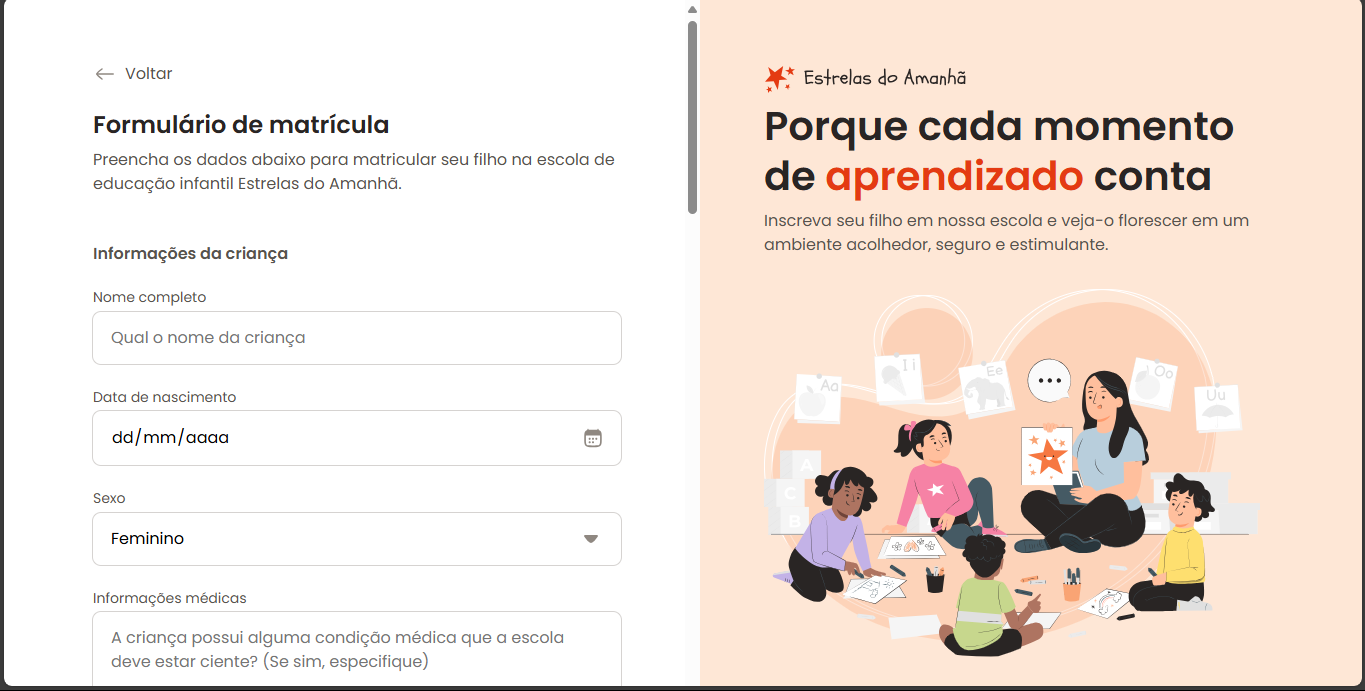 Voltar
Formulário de matrícula
Preencha os dados abaixo para matricular seu filho na escola de
educação infantil Estrelas do Amanhã.
Informações da criança
Nome completo
Qual o nome da criança
Data de nascimento
dd/mm/aaaa
Sexo
Feminino
Informações médicas
A criança possui alguma condição médica que a escola
deve estar ciente? (Se sim, especifique)
Estrelas do Amanhã
Porque cada momento
de aprendizado conta
Inscreva seu filho em nossa escola e veja-o florescer em um
ambiente acolhedor, seguro e estimulante.
Aa
Ii
Ee
Oo
Uu
A
C
B